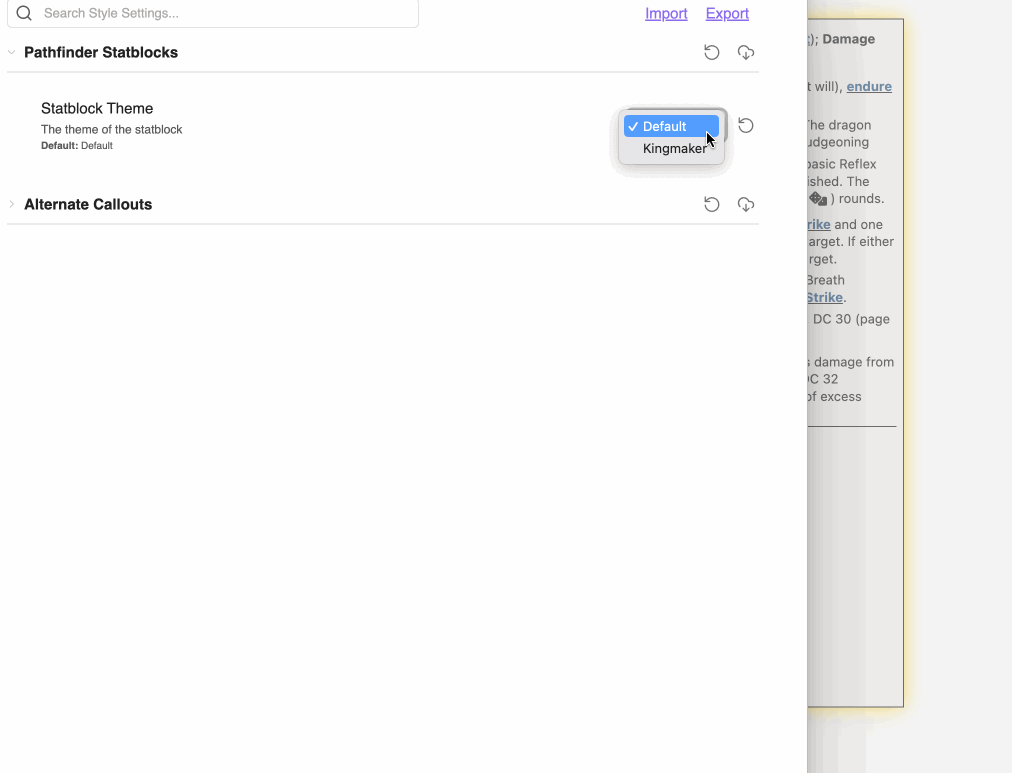 Search Style Settings...
Import Export
Pathfinder Statblocks
Statblock Theme
The theme of the statblock
Default: Default
Default
Kingmaker
Alternate Callouts
); Damage
t will), endure
The dragon
udgeoning
basic Reflex
ished. The
) rounds.
rike and one
arget. If either
rget.
Breath
Strike.
DC 30 (page
s damage from
DC 32
of excess